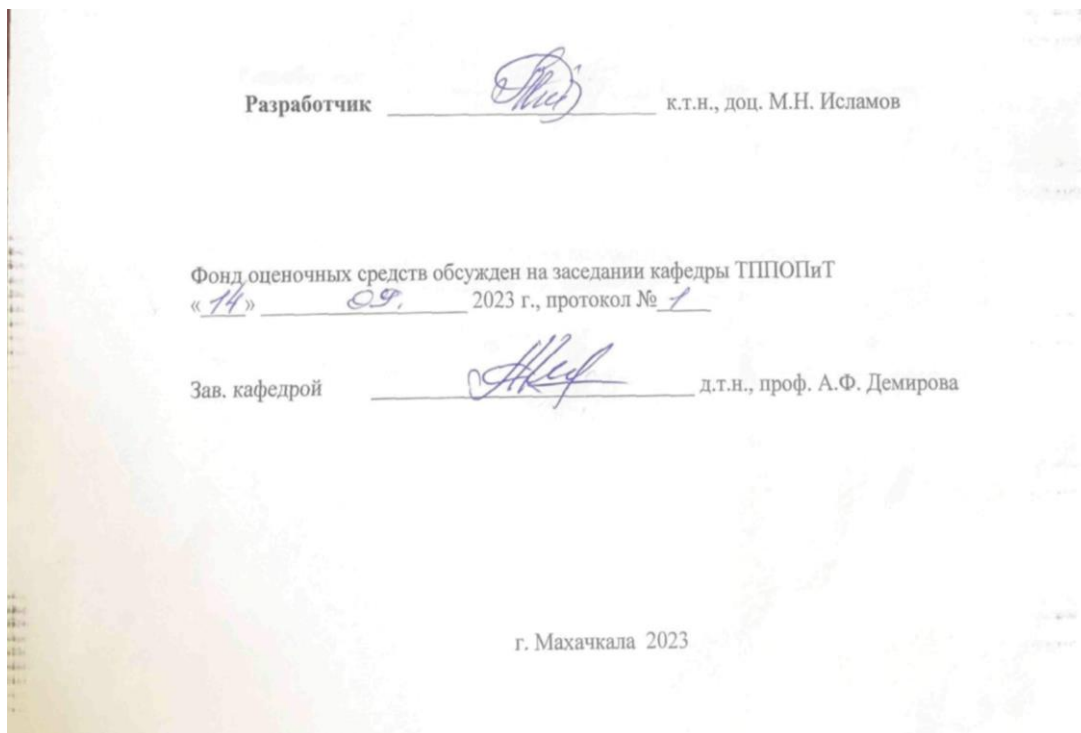 Разработчик к.т.н., доц. М.Н. Исламов
Фонд оценочных средств обсужден на заседании кафедры ТППОПиТ
«14» 09. 2023 г., протокол № 1
Зав. кафедрой д.т.н., проф. А.Ф. Демирова
г. Махачкала 2023